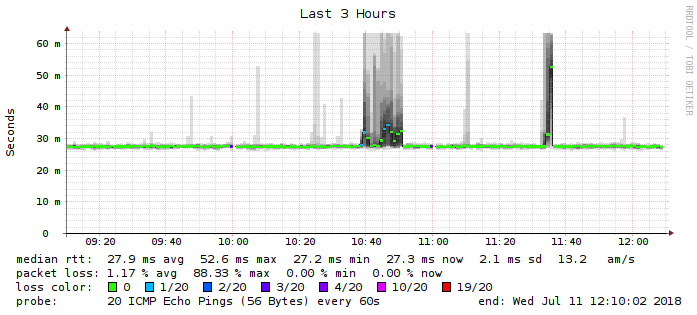 Last 3 Hours
RRDTOOL / TOBI OETIKER
Seconds
60 m
50 m
40 m
30 m
20 m
10 m
0
09:20 09:40 10:00 10:20 10:40 11:00 11:20 11:40 12:00
median rtt: 27.9 ms avg 52.6 ms max 27.2 ms min 27.3 ms now 2.1 ms sd 13.2 am/s
packet loss: 1.17 % avg 88.33 % max 0.00 % min 0.00 % now
loss color: 0 1/20 2/20 3/20 4/20 10/20 19/20
probe: 20 ICMP Echo Pings (56 Bytes) every 60s end: Wed Jul 11 12:10:02 2018